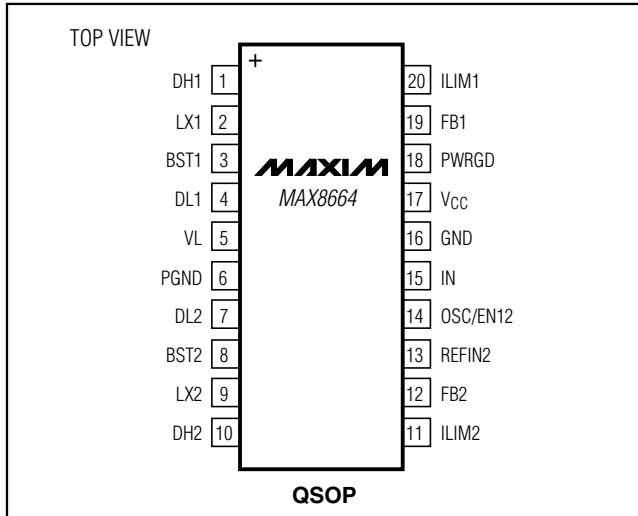 TOP VIEW
+
DH1 1
LX1 2
BST1 3
DL1 4
VL 5
PGND 6
DL2 7
BST2 8
LX2 9
DH2 10
MAXIM
MAX8664
20 ILIM1
19 FB1
18 PWRGD
17 VCC
16 GND
15 IN
14 OSC/EN12
13 REFIN2
12 FB2
11 ILIM2
QSOP